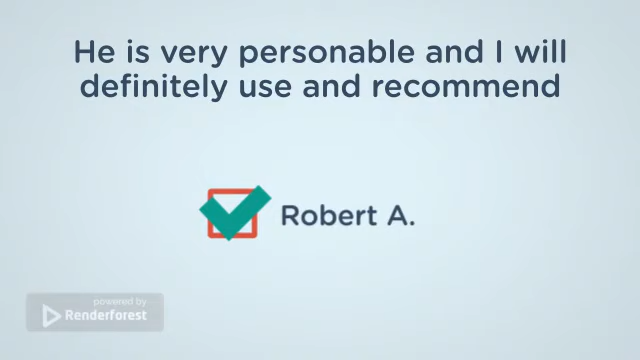 He is very personable and I will
definitely use and recommend
Robert A.
powered by
Renderforest